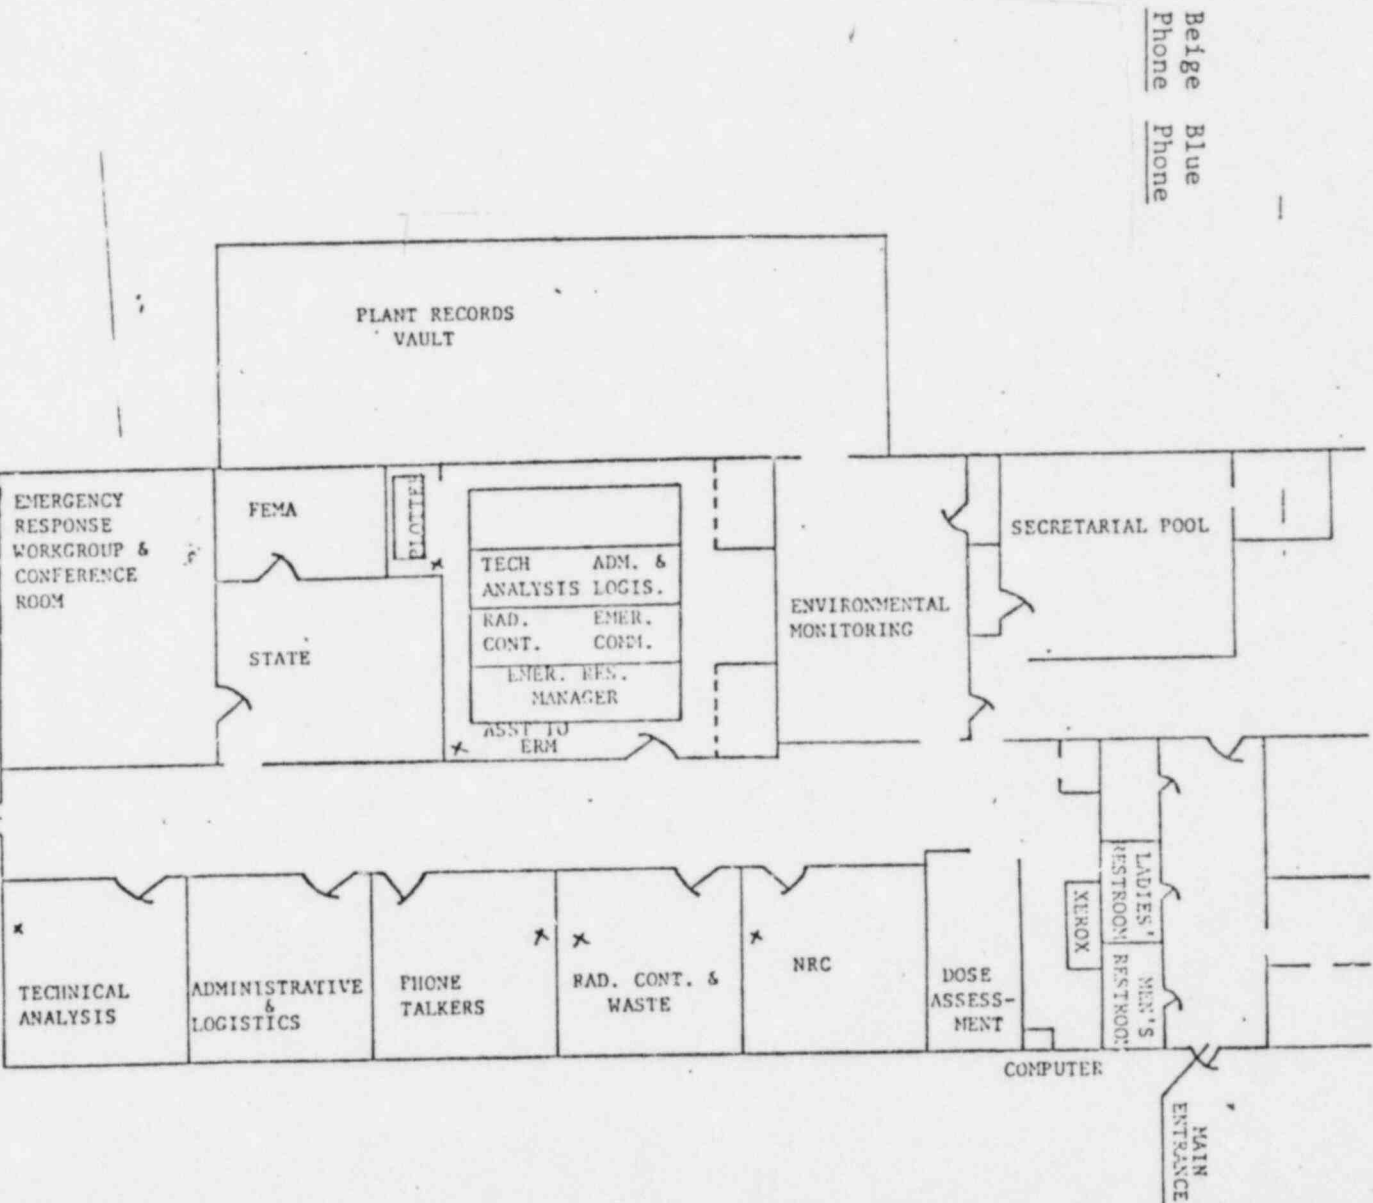 Beige Blue
Phone Phone
PLANT RECORDS
VAULT
EMERGENCY
RESPONSE
WORKGROUP &
CONFERENCE
ROOM
FEMA
PLOTTER
STATE
TECH ADM. &
ANALYSIS LOGIS.
RAD. EMER.
CONT. COMM.
EMER. RES.
MANAGER
ASST TO
ERM
ENVIRONMENTAL
MONITORING
SECRETARIAL POOL
TECHNICAL
ANALYSIS
ADMINISTRATIVE
&
LOGISTICS
PHONE
TALKERS
RAD. CONT. &
WASTE
NRC
DOSE
ASSESS-
MENT
COMPUTER
XEROX
LADIES'
RESTROOM
MEN'S
RESTROOM
MAIN
ENTRANCE